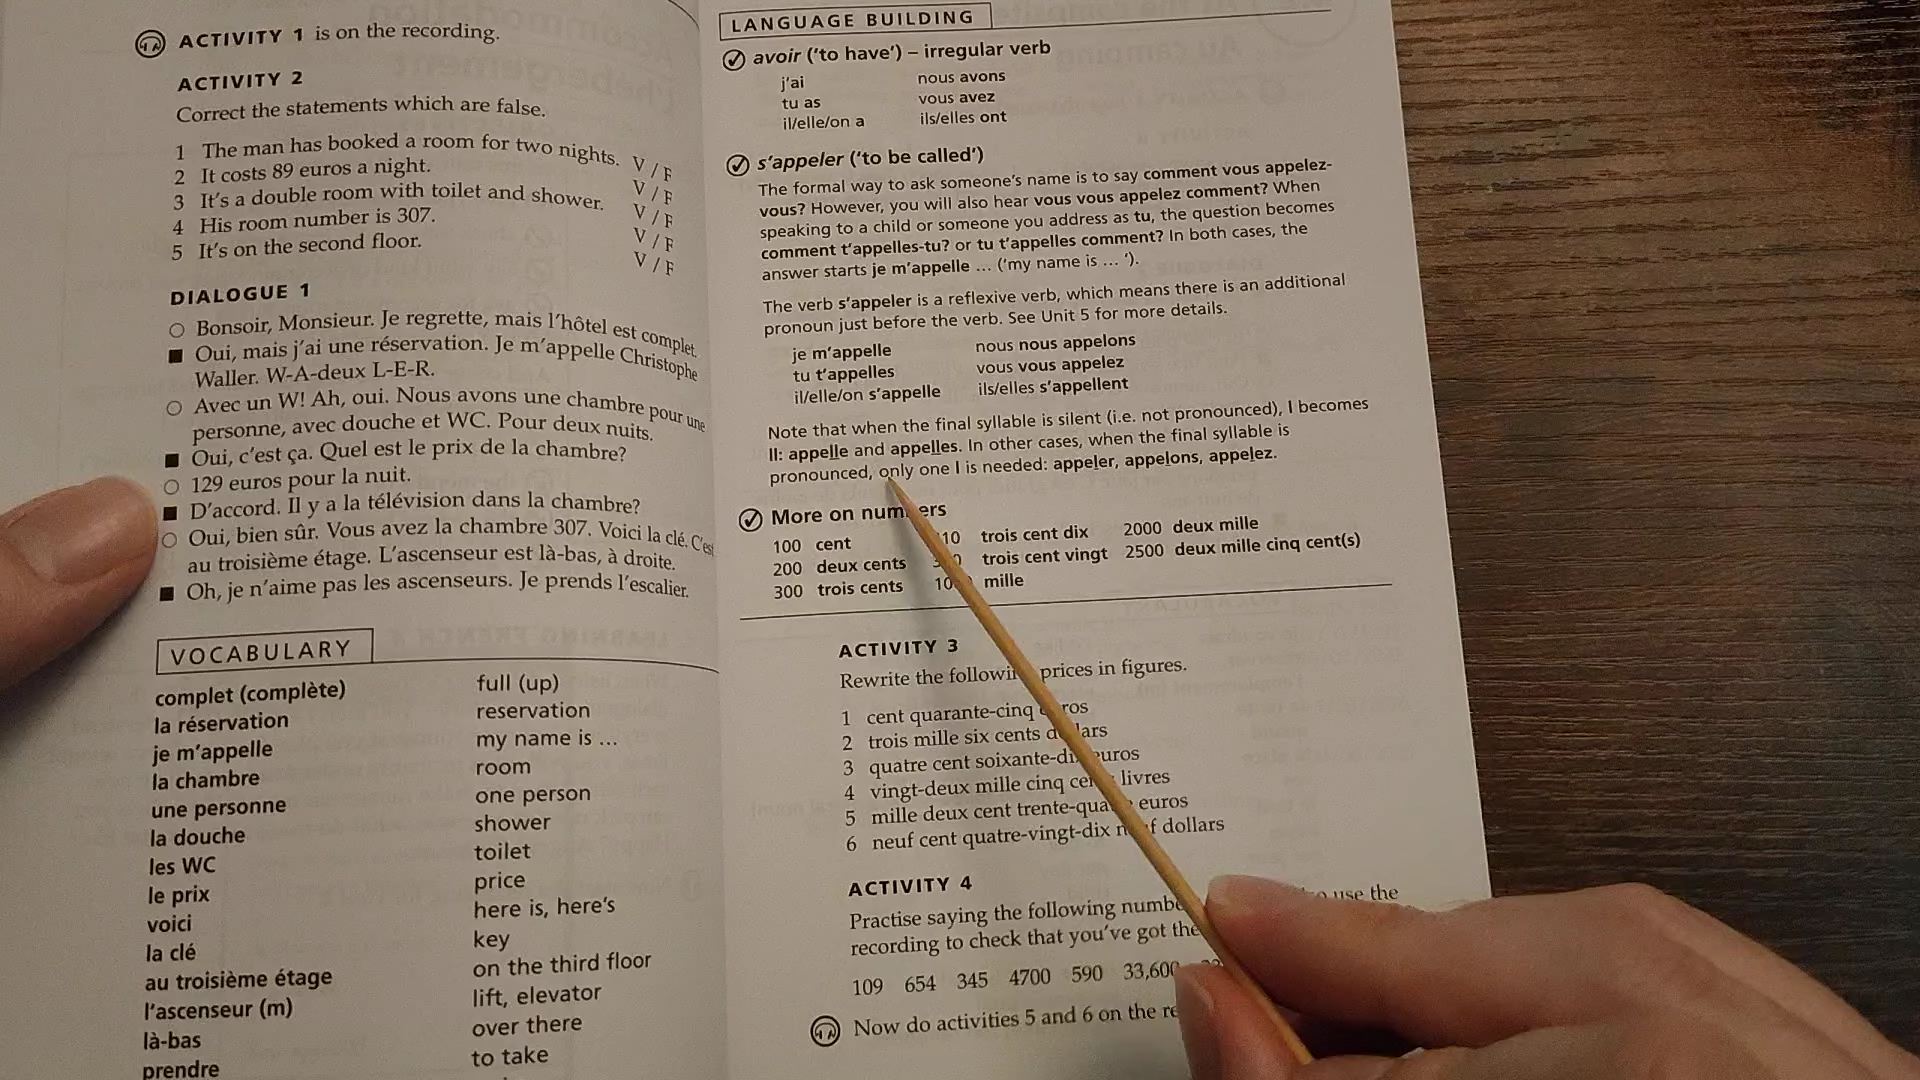 ACTIVITY 1 is on the recording.
ACTIVITY 2
Correct the statements which are false.
1 The man has booked a room for two nights. V / F
2 It costs 89 euros a night. V / F
3 It's a double room with toilet and shower. V / F
4 His room number is 307. V / F
5 It's on the second floor. V / F
DIALOGUE 1
○ Bonsoir, Monsieur. Je regrette, mais l'hôtel est complet.
■ Oui, mais j'ai une réservation. Je m'appelle Christophe
Waller. W-A-deux L-E-R.
○ Avec un W! Ah, oui. Nous avons une chambre pour une
personne, avec douche et WC. Pour deux nuits.
■ Oui, c'est ça. Quel est le prix de la chambre?
○ 129 euros pour la nuit.
■ D'accord. Il y a la télévision dans la chambre?
○ Oui, bien sûr. Vous avez la chambre 307. Voici la clé. C'est
au troisième étage. L'ascenseur est là-bas, à droite.
■ Oh, je n'aime pas les ascenseurs. Je prends l'escalier.
VOCABULARY
complet (complète) full (up)
la réservation reservation
je m'appelle my name is ...
la chambre room
une personne one person
la douche shower
les WC toilet
le prix price
voici here is, here's
la clé key
au troisième étage on the third floor
l'ascenseur (m) lift, elevator
là-bas over there
prendre to take
LANGUAGE BUILDING
avoir ('to have') – irregular verb
j'ai nous avons
tu as vous avez
il/elle/on a ils/elles ont
s'appeler ('to be called')
The formal way to ask someone's name is to say comment vous appelez-
vous? However, you will also hear vous vous appelez comment? When
speaking to a child or someone you address as tu, the question becomes
comment t'appelles-tu? or tu t'appelles comment? In both cases, the
answer starts je m'appelle ... ('my name is ... ').
The verb s'appeler is a reflexive verb, which means there is an additional
pronoun just before the verb. See Unit 5 for more details.
je m'appelle nous nous appelons
tu t'appelles vous vous appelez
il/elle/on s'appelle ils/elles s'appellent
Note that when the final syllable is silent (i.e. not pronounced), l becomes
ll: appelle and appelles. In other cases, when the final syllable is
pronounced, only one l is needed: appeler, appelons, appelez.
More on numbers
100 cent 10 trois cent dix 2000 deux mille
200 deux cents trois cent vingt 2500 deux mille cinq cent(s)
300 trois cents 1000 mille
ACTIVITY 3
Rewrite the following prices in figures.
1 cent quarante-cinq euros
2 trois mille six cents dollars
3 quatre cent soixante-dix euros
4 vingt-deux mille cinq cents livres
5 mille deux cent trente-quatre euros
6 neuf cent quatre-vingt-dix neuf dollars
ACTIVITY 4
Practise saying the following numbe use the
recording to check that you've got the
109 654 345 4700 590 33,600
Now do activities 5 and 6 on the re